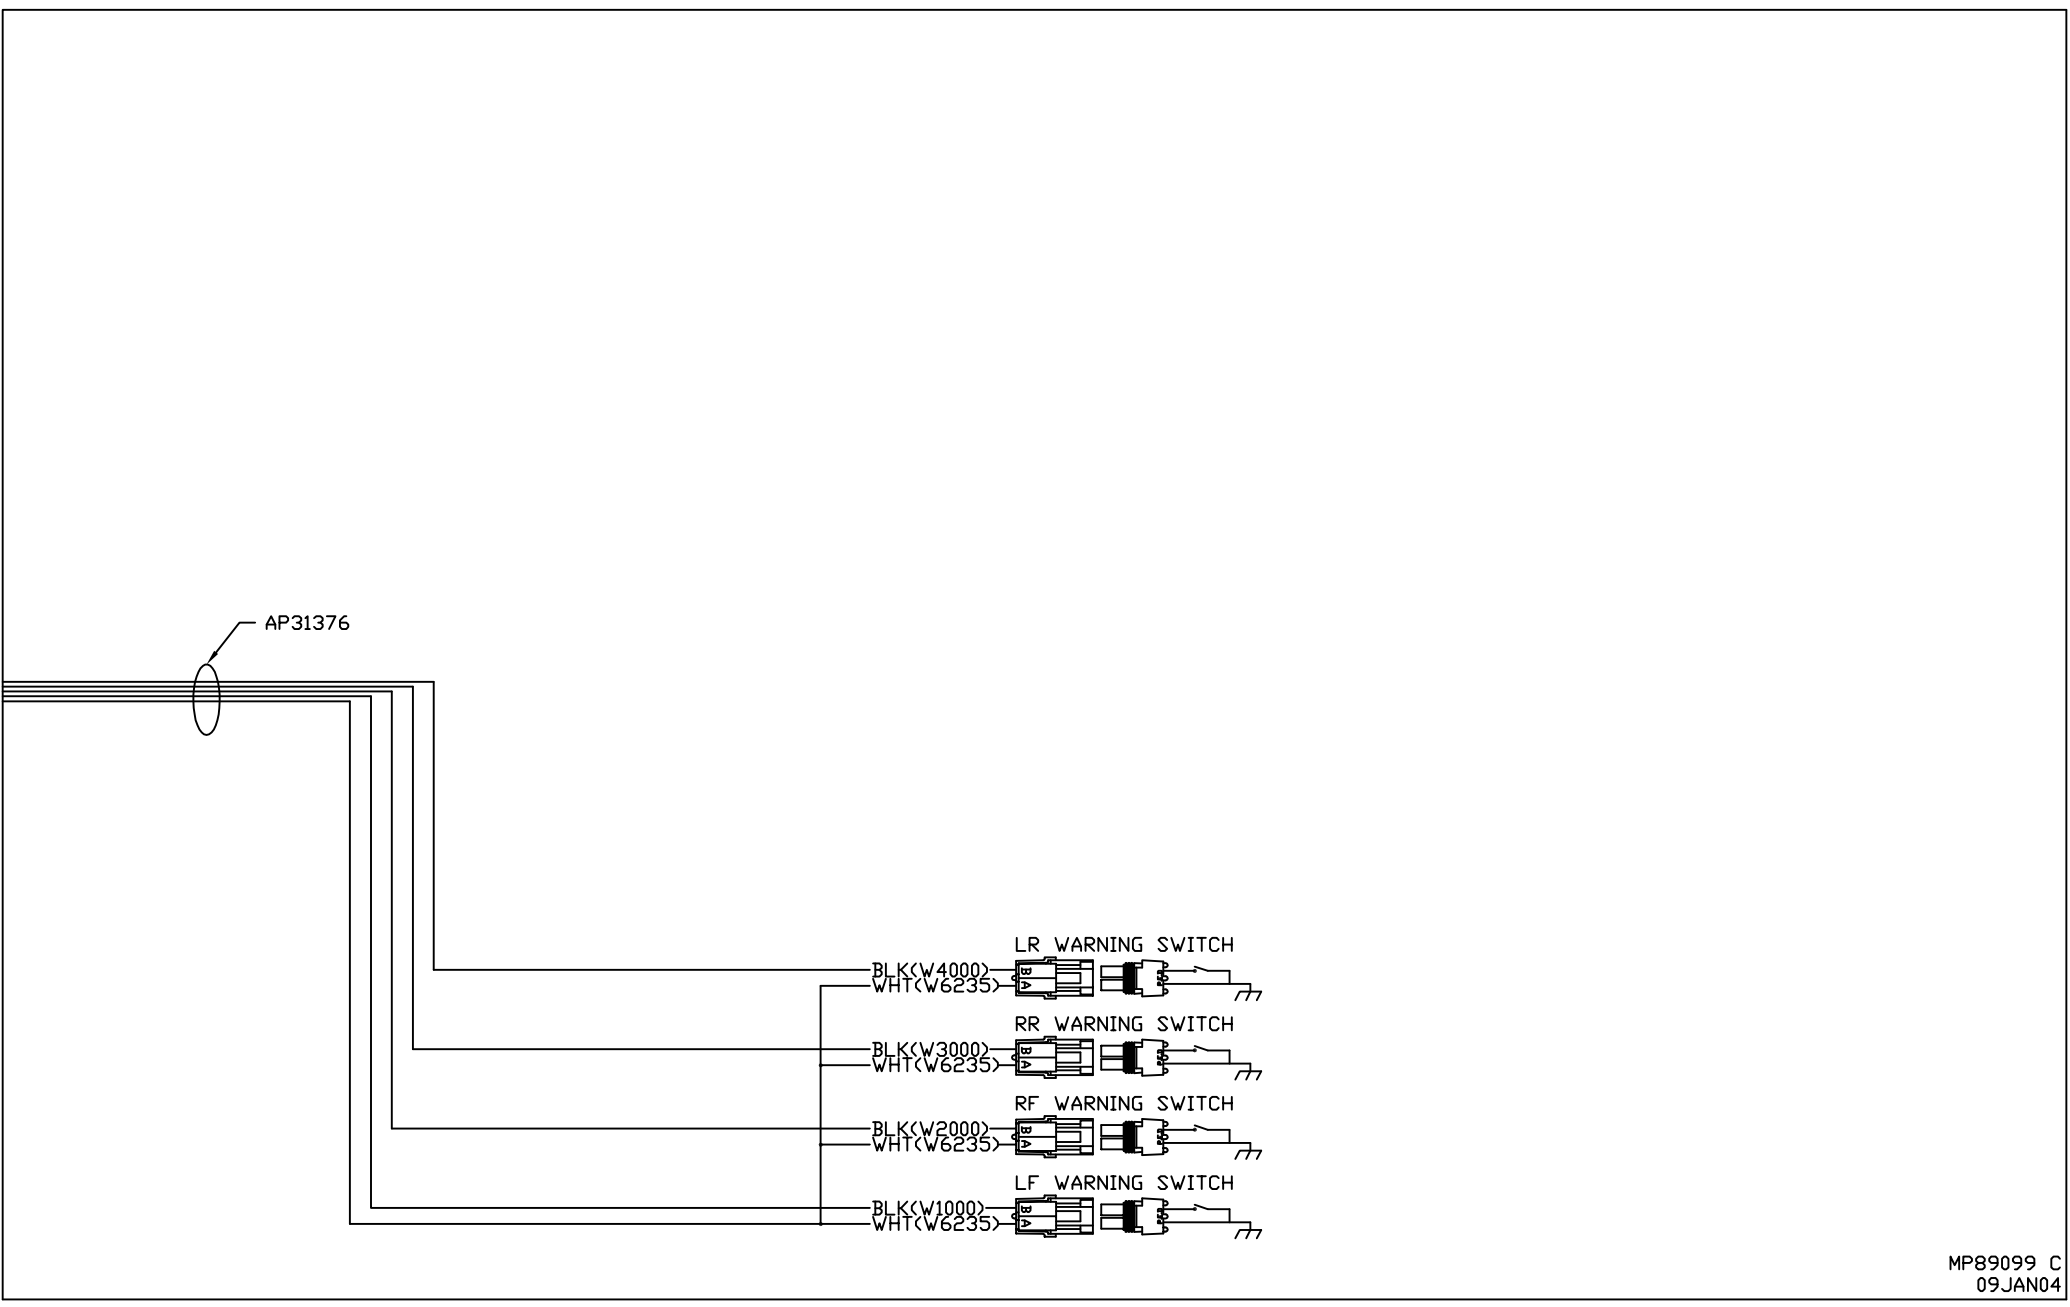 AP31376
LR WARNING SWITCH
BLK(W4000)
B
WHT(W6235)
A
RR WARNING SWITCH
BLK(W3000)
B
WHT(W6235)
A
RF WARNING SWITCH
BLK(W2000)
B
WHT(W6235)
A
LF WARNING SWITCH
BLK(W1000)
B
WHT(W6235)
A
MP89099 C
09JAN04